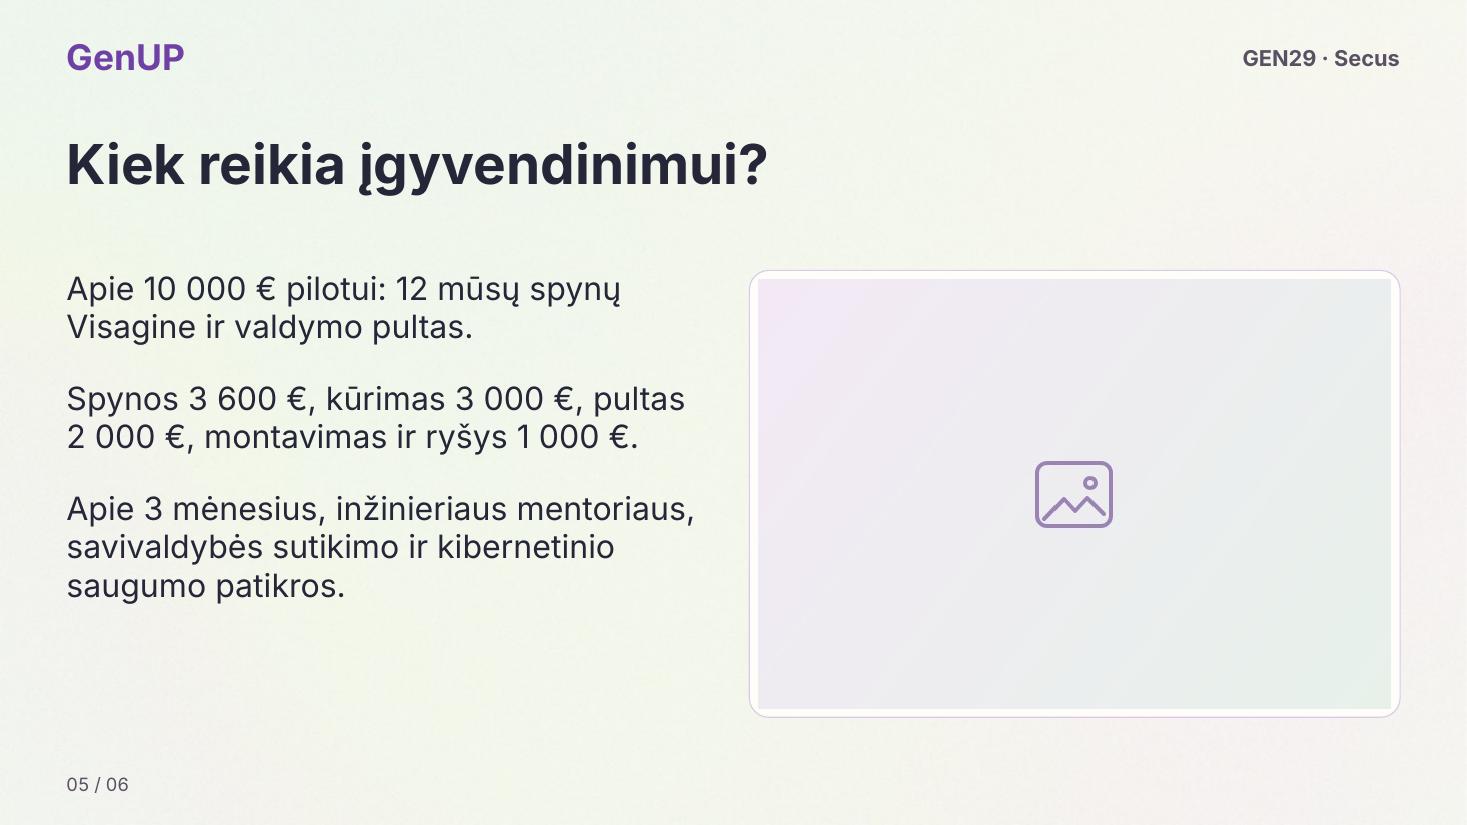 GenUP
GEN29 · Secus
Kiek reikia įgyvendinimui?
Apie 10 000 € pilotui: 12 mūsų spynų
Visagine ir valdymo pultas.
Spynos 3 600 €, kūrimas 3 000 €, pultas
2 000 €, montavimas ir ryšys 1 000 €.
Apie 3 mėnesius, inžinieriaus mentoriaus,
savivaldybės sutikimo ir kibernetinio
saugumo patikros.
05 / 06